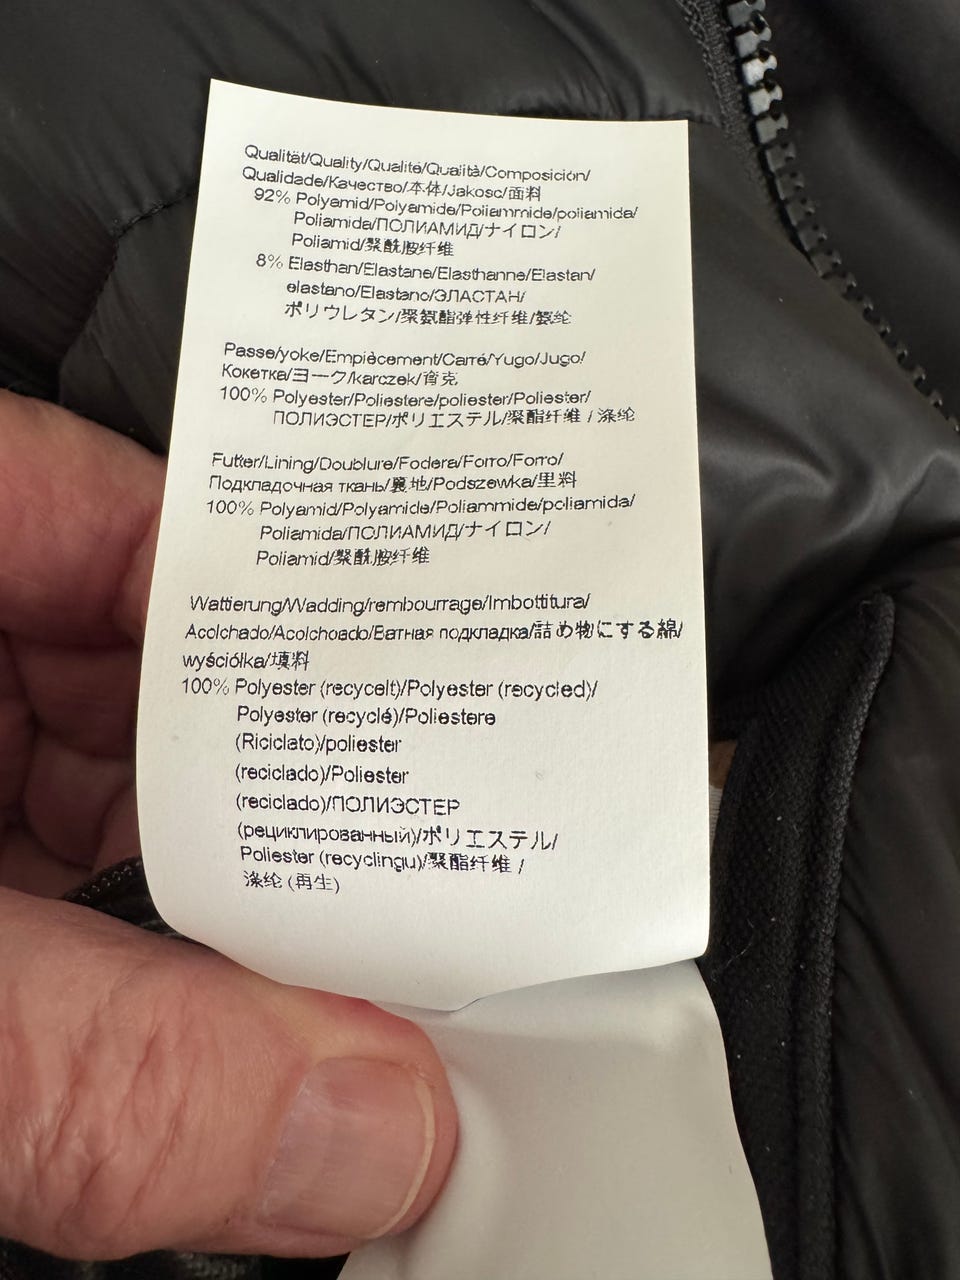 Qualität/Quality/Qualité/Qualità/Composición/
Qualidade/Качество/本体/Jakosc/面料
92% Polyamid/Polyamide/Poliammide/poliamida/
Poliamida/ПОЛИАМИД/ナイロン/
Poliamid/聚酰胺纤维
8% Elasthan/Elastane/Elasthanne/Elastan/
elastano/Elastano/ЭЛАСТАН/
ポリウレタン/聚氨酯弹性纤维/氨纶
Passe/yoke/Empiècement/Carré/Yugo/Jugo/
Кокетка/ヨーク/karczek/育克
100% Polyester/Poliestere/poliester/Poliester/
ПОЛИЭСТЕР/ポリエステル/聚酯纤维 / 涤纶
Futter/Lining/Doublure/Fodera/Forro/Forro/
Подкладочная ткань/裏地/Podszewka/里料
100% Polyamid/Polyamide/Poliammide/poliamida/
Poliamida/ПОЛИАМИД/ナイロン/
Poliamid/聚酰胺纤维
Wattierung/Wadding/rembourrage/Imbottitura/
Acolchado/Acolchoado/Ватная подкладка/詰め物にする綿/
wyściółka/填料
100% Polyester (recycelt)/Polyester (recycled)/
Polyester (recyclé)/Poliestere
(Riciclato)/poliester
(reciclado)/Poliester
(reciclado)/ПОЛИЭСТЕР
(рециклированный)/ポリエステル/
Poliester (recyclingu)/聚酯纤维 /
涤纶 (再生)